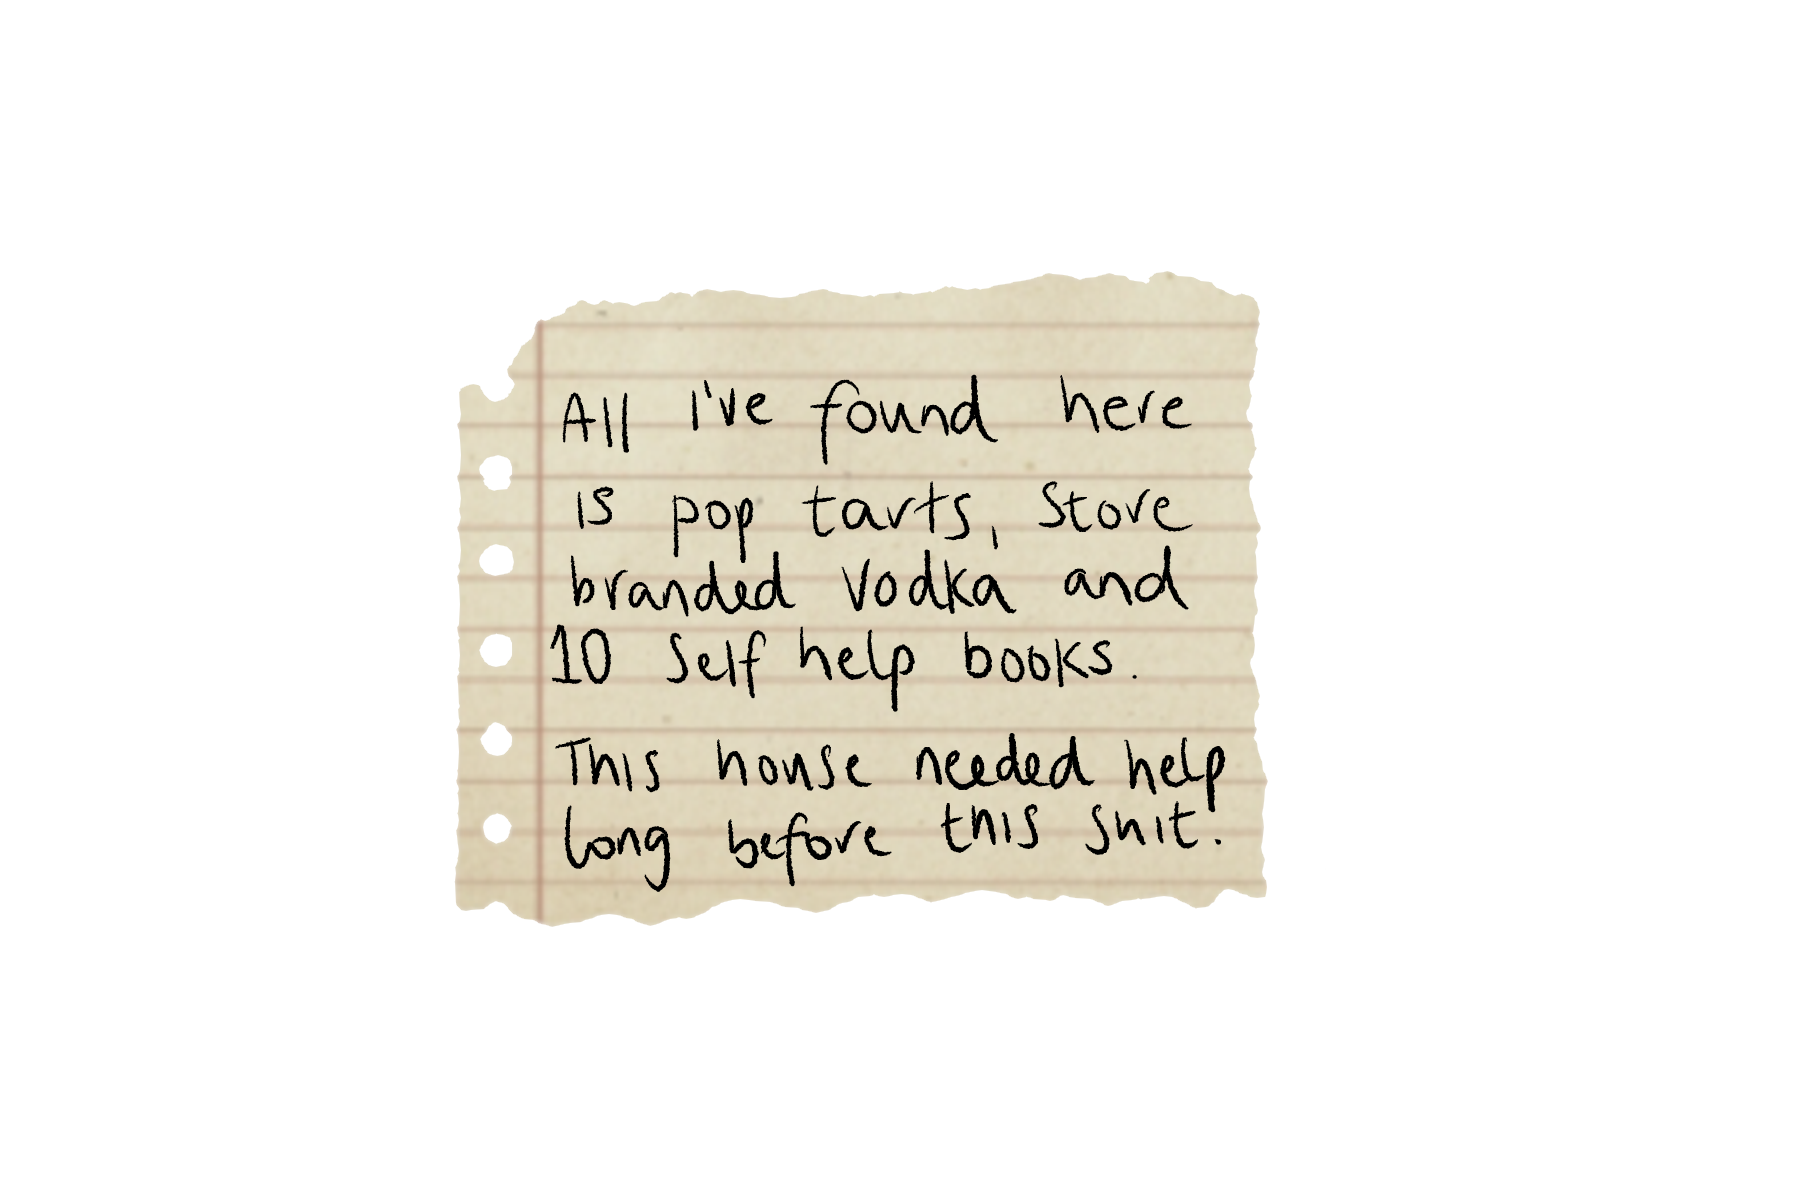 All I've found here
is pop tarts, store
branded vodka and
10 self help books.
This house needed help
long before this shit.